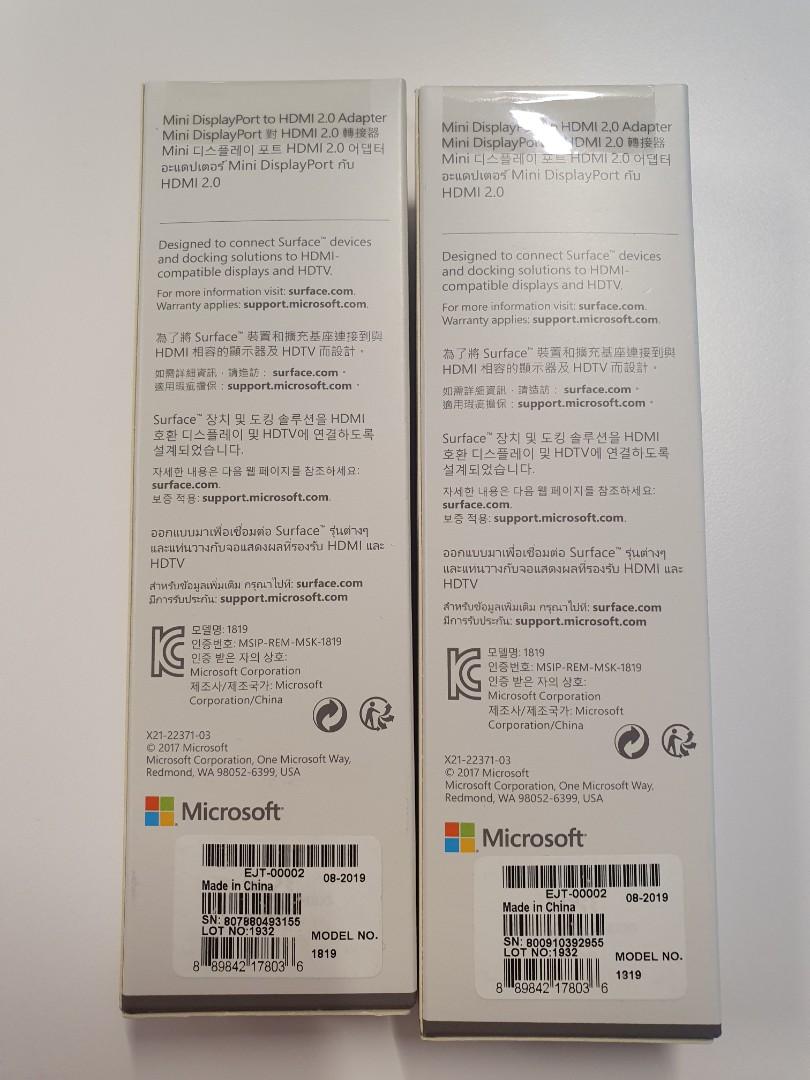 Mini DisplayPort to HDMI 2.0 Adapter
Mini DisplayPort 對 HDMI 2.0 轉接器
Mini 디스플레이 포트 HDMI 2.0 어댑터
อะแดปเตอร์ Mini DisplayPort กับ
HDMI 2.0
Designed to connect Surface™ devices
and docking solutions to HDMI-
compatible displays and HDTV.
For more information visit: surface.com.
Warranty applies: support.microsoft.com.
為了將 Surface™ 裝置和擴充基座連接到與
HDMI 相容的顯示器及 HDTV 而設計。
如需詳細資訊，請造訪： surface.com。
適用瑕疵擔保：support.microsoft.com。
Surface™ 장치 및 도킹 솔루션을 HDMI
호환 디스플레이 및 HDTV에 연결하도록
설계되었습니다.
자세한 내용은 다음 웹 페이지를 참조하세요:
surface.com.
보증 적용: support.microsoft.com.
ออกแบบมาเพื่อเชื่อมต่อ Surface™ รุ่นต่างๆ
และแท่นวางกับจอแสดงผลที่รองรับ HDMI และ
HDTV
สำหรับข้อมูลเพิ่มเติม กรุณาไปที่: surface.com
มีการรับประกัน: support.microsoft.com
모델명: 1819
인증번호: MSIP-REM-MSK-1819
인증 받은 자의 상호:
Microsoft Corporation
제조사/제조국가: Microsoft
Corporation/China
X21-22371-03
© 2017 Microsoft
Microsoft Corporation, One Microsoft Way,
Redmond, WA 98052-6399, USA
Microsoft
EJT-00002
08-2019
Made in China
SN: 807880493155
LOT NO:1932
MODEL NO.
1819
8 89842 17803 6
Mini DisplayPort HDMI 2.0 Adapter
Mini DisplayPort HDMI 2.0 轉接器
Mini 디스플레이 포트 HDMI 2.0 어댑터
อะแดปเตอร์ Mini DisplayPort กับ
HDMI 2.0
Designed to connect Surface™ devices
and docking solutions to HDMI-
compatible displays and HDTV.
For more information visit: surface.com.
Warranty applies: support.microsoft.com.
為了將 Surface™ 裝置和擴充基座連接到與
HDMI 相容的顯示器及 HDTV 而設計。
如需詳細資訊，請造訪： surface.com。
適用瑕疵擔保：support.microsoft.com。
Surface™ 장치 및 도킹 솔루션을 HDMI
호환 디스플레이 및 HDTV에 연결하도록
설계되었습니다.
자세한 내용은 다음 웹 페이지를 참조하세요:
surface.com.
보증 적용: support.microsoft.com.
ออกแบบมาเพื่อเชื่อมต่อ Surface™ รุ่นต่างๆ
และแท่นวางกับจอแสดงผลที่รองรับ HDMI และ
HDTV
สำหรับข้อมูลเพิ่มเติม กรุณาไปที่: surface.com
มีการรับประกัน: support.microsoft.com
모델명: 1819
인증번호: MSIP-REM-MSK-1819
인증 받은 자의 상호:
Microsoft Corporation
제조사/제조국가: Microsoft
Corporation/China
X21-22371-03
© 2017 Microsoft
Microsoft Corporation, One Microsoft Way,
Redmond, WA 98052-6399, USA
Microsoft
EJT-00002
08-2019
Made in China
SN: 800910392955
LOT NO:1932
MODEL NO.
1319
8 89842 17803 6